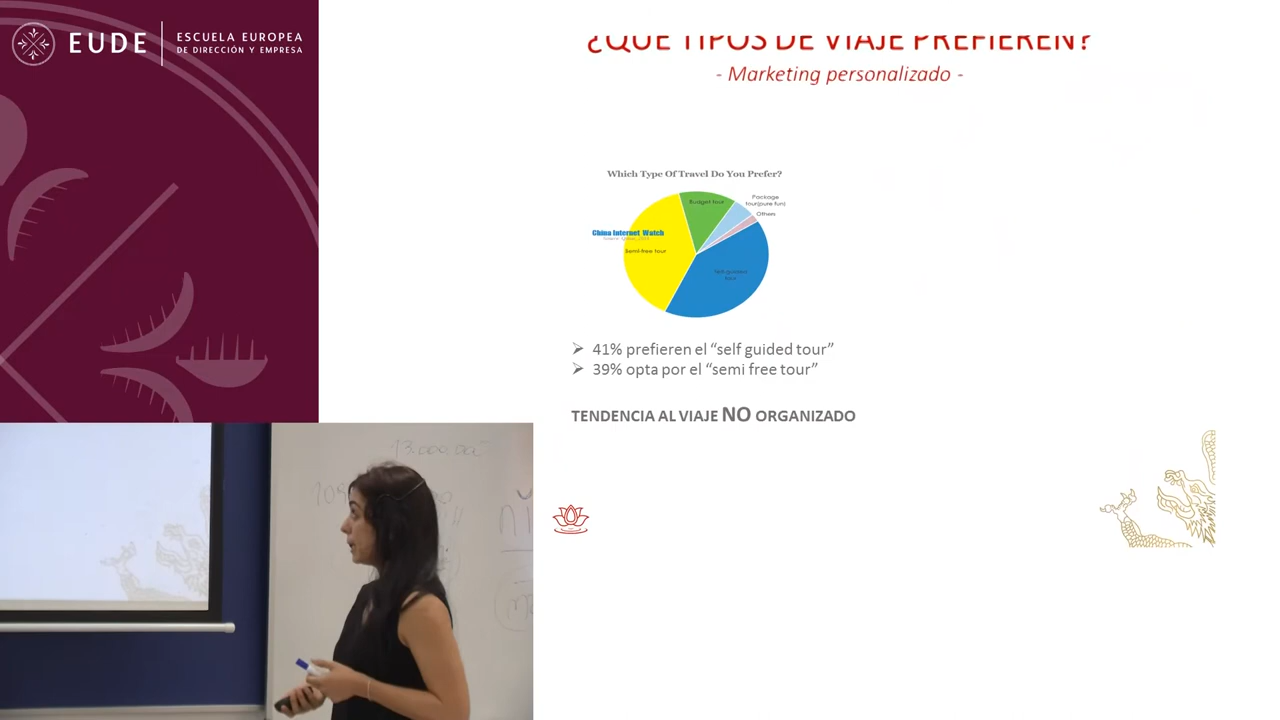 EUDE
ESCUELA EUROPEA
DE DIRECCIÓN Y EMPRESA
¿QUÉ TIPOS DE VIAJE PREFIEREN?
- Marketing personalizado -
Which Type Of Travel Do You Prefer?
Budget tour
Package
tour(pure fun)
Others
China Internet Watch
Semi-free tour
Self-guided
tour
➢ 41% prefieren el “self guided tour”
➢ 39% opta por el “semi free tour”
TENDENCIA AL VIAJE NO ORGANIZADO